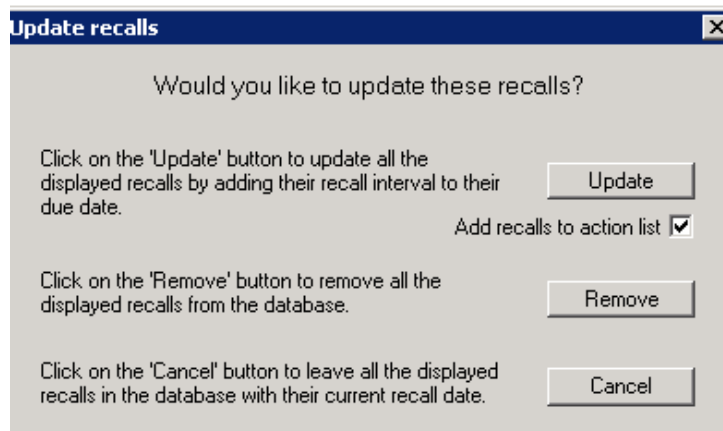 Update recalls
Would you like to update these recalls?
Click on the 'Update' button to update all the
displayed recalls by adding their recall interval to their
due date.
Update
Add recalls to action list
Click on the 'Remove' button to remove all the
displayed recalls from the database.
Remove
Click on the 'Cancel' button to leave all the displayed
recalls in the database with their current recall date.
Cancel